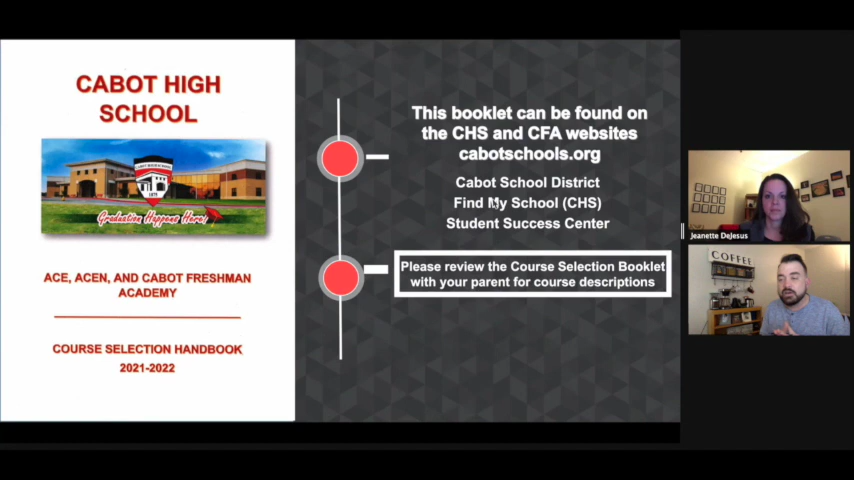 CABOT HIGH
SCHOOL
Graduation Happens Here!
ACE, ACEN, AND CABOT FRESHMAN
ACADEMY
COURSE SELECTION HANDBOOK
2021-2022
This booklet can be found on
the CHS and CFA websites
cabotschools.org
Cabot School District
Find My School (CHS)
Student Success Center
Please review the Course Selection Booklet
with your parent for course descriptions
Jeanette DeJesus
COFFEE